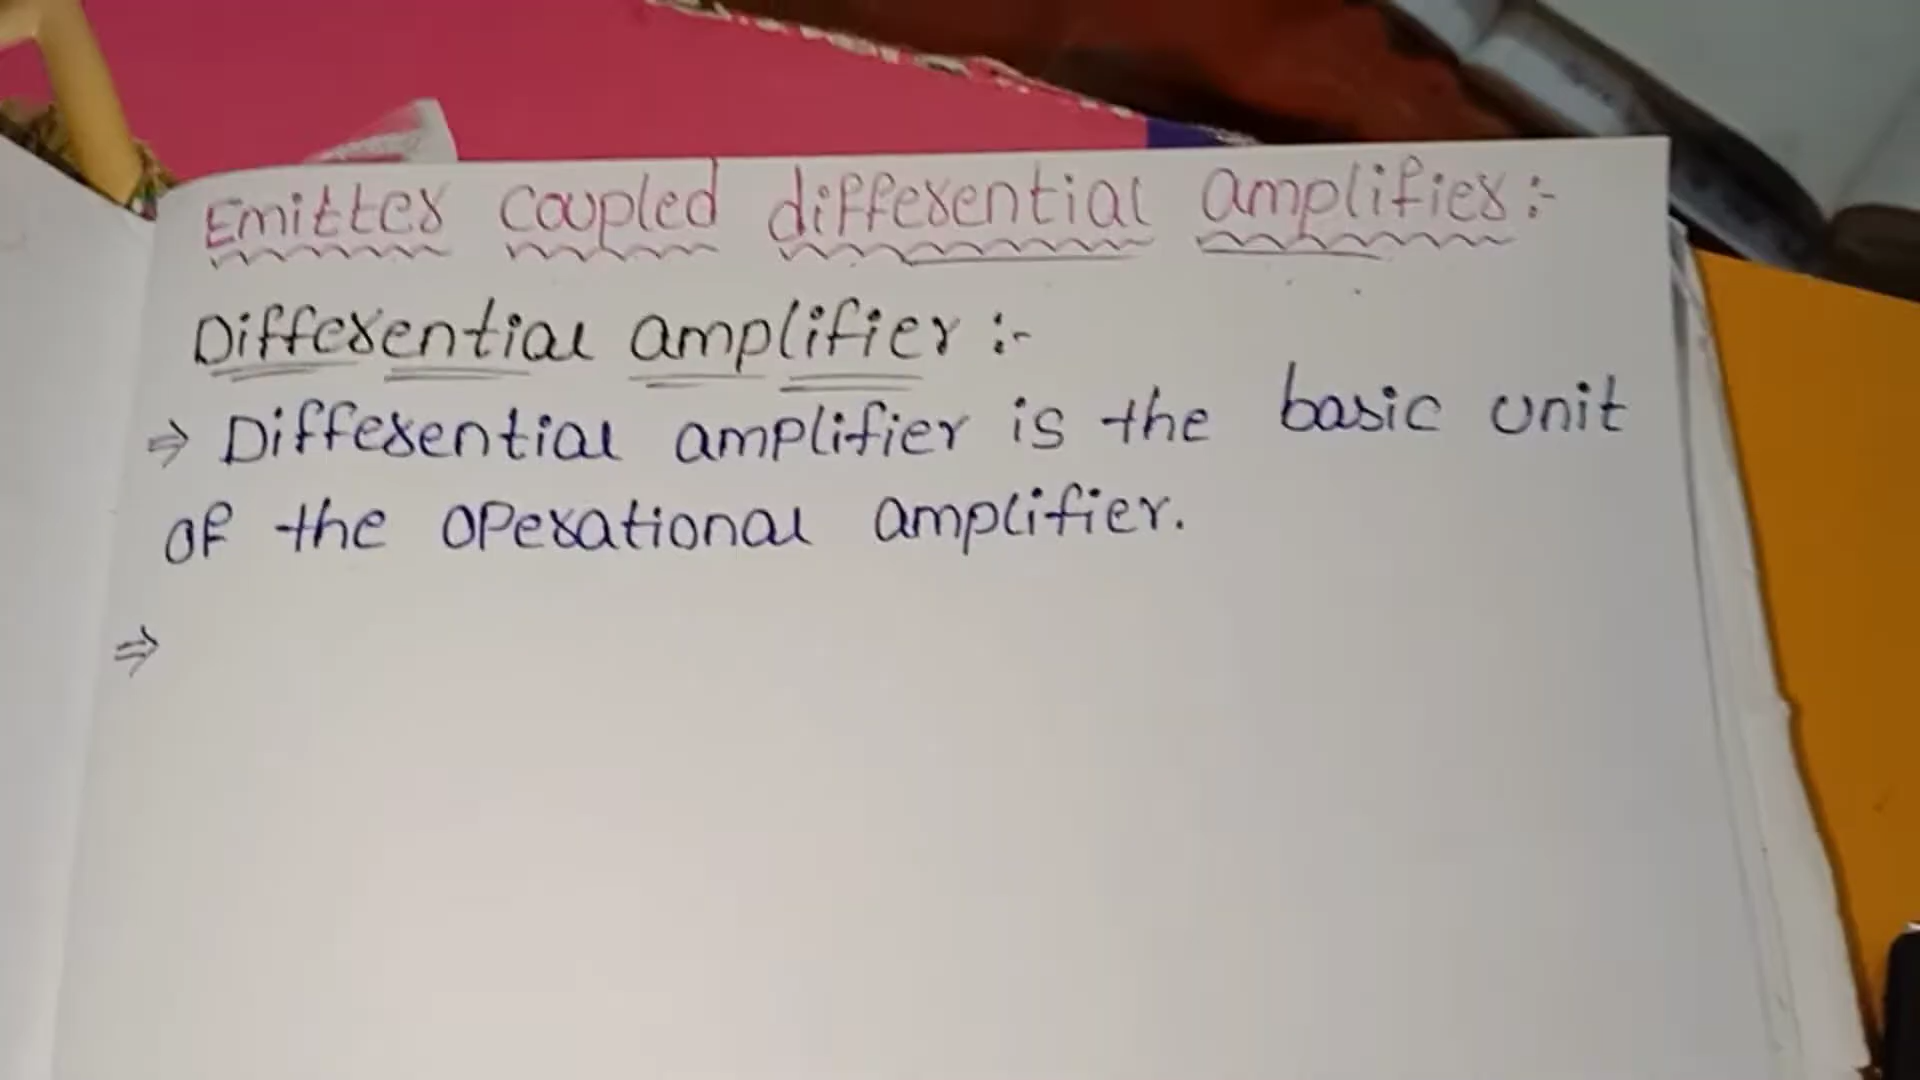 Emitter coupled differential amplifier :-
Differential amplifier :-
⇒ Differential amplifier is the basic unit
of the operational amplifier.
⇒